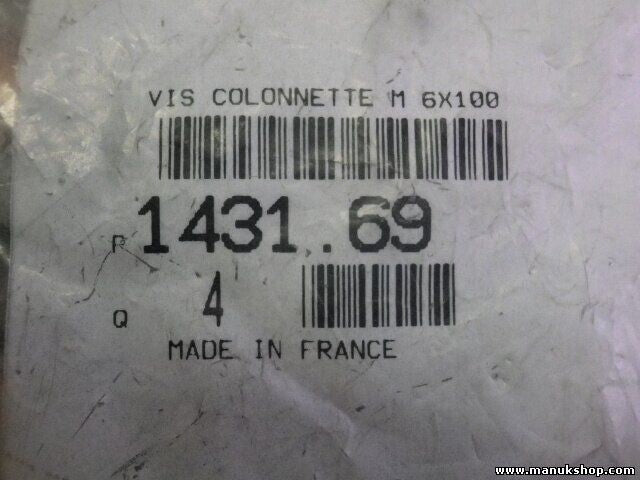 VIS COLONNETTE M 6X100
P 1431.69
Q 4
MADE IN FRANCE
www.manukshop.com